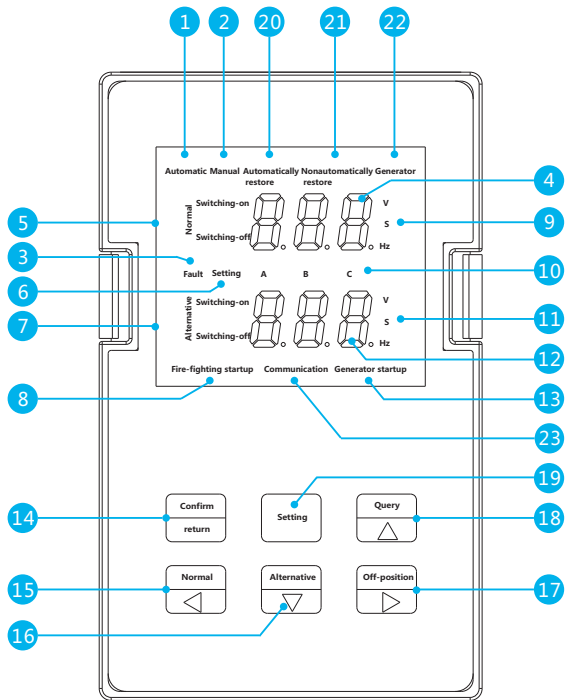 1 2 20 21 22
Automatic Manual Automatically Nonautomatically Generator
restore restore
4
Normal
Switching-on
V
5
S
9
Switching-off
Hz
3
Fault Setting A B C
10
6
Alternative
Switching-on
V
7
S
11
Switching-off
Hz
12
Fire-fighting startup Communication Generator startup
8
13
23
19
Confirm
return
Setting
Query
14
18
Normal
Alternative
Off-position
15
17
16